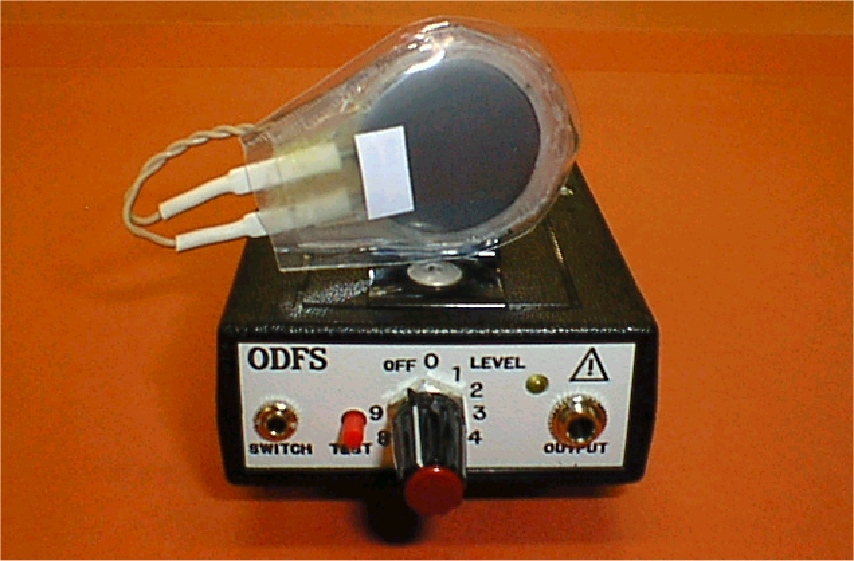 ODFS
OFF 0 1 LEVEL
2
9 3
8 4
SWITCH TEST OUTPUT